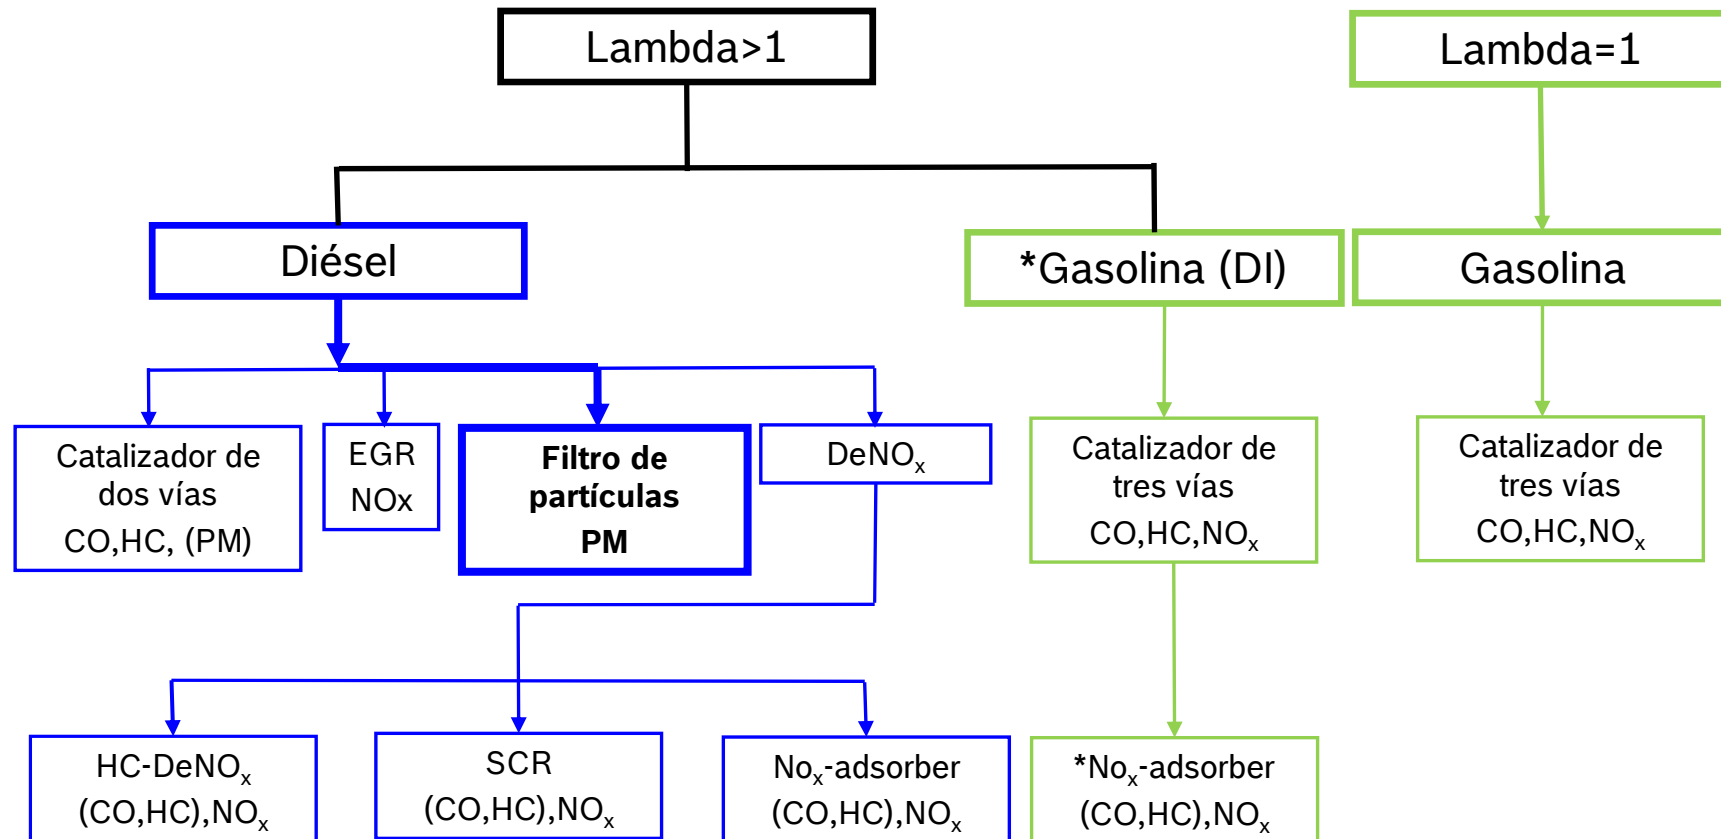 Lambda>1
Lambda=1
Diésel
*Gasolina (DI)
Gasolina
Catalizador de
dos vías
CO,HC, (PM)
EGR
NOx
Filtro de
partículas
PM
DeNOₓ
Catalizador de
tres vías
CO,HC,NOₓ
Catalizador de
tres vías
CO,HC,NOₓ
HC-DeNOₓ
(CO,HC),NOₓ
SCR
(CO,HC),NOₓ
Noₓ-adsorber
(CO,HC),NOₓ
*Noₓ-adsorber
(CO,HC),NOₓ